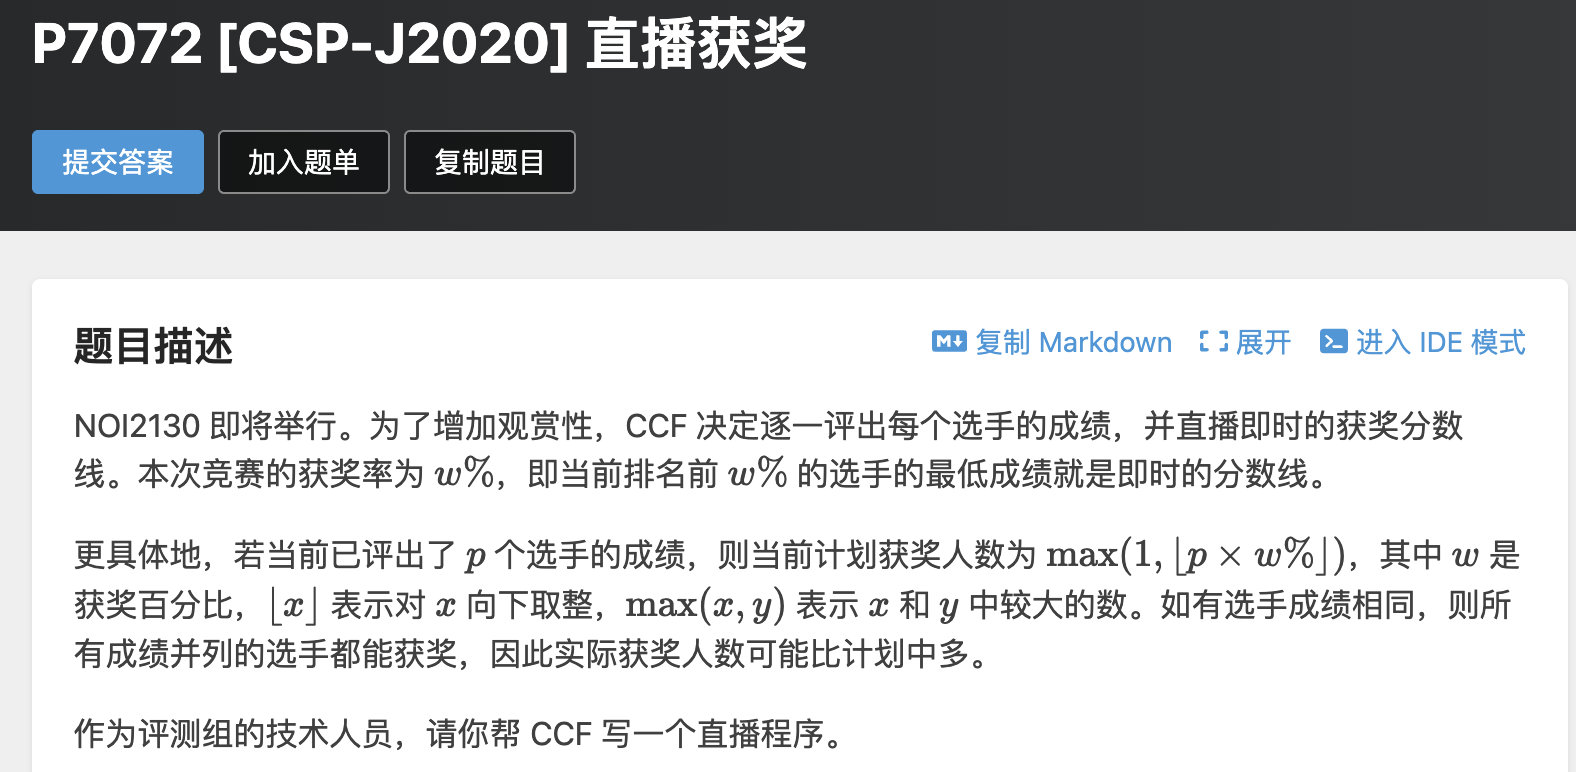 P7072 [CSP-J2020] 直播获奖
提交答案 加入题单 复制题目
题目描述 复制 Markdown 展开 进入 IDE 模式
NOI2130 即将举行。为了增加观赏性，CCF 决定逐一评出每个选手的成绩，并直播即时的获奖分数
线。本次竞赛的获奖率为 w%，即当前排名前 w% 的选手的最低成绩就是即时的分数线。
更具体地，若当前已评出了 p 个选手的成绩，则当前计划获奖人数为 max(1, ⌊p × w%⌋)，其中 w 是
获奖百分比，⌊x⌋ 表示对 x 向下取整，max(x, y) 表示 x 和 y 中较大的数。如有选手成绩相同，则所
有成绩并列的选手都能获奖，因此实际获奖人数可能比计划中多。
作为评测组的技术人员，请你帮 CCF 写一个直播程序。